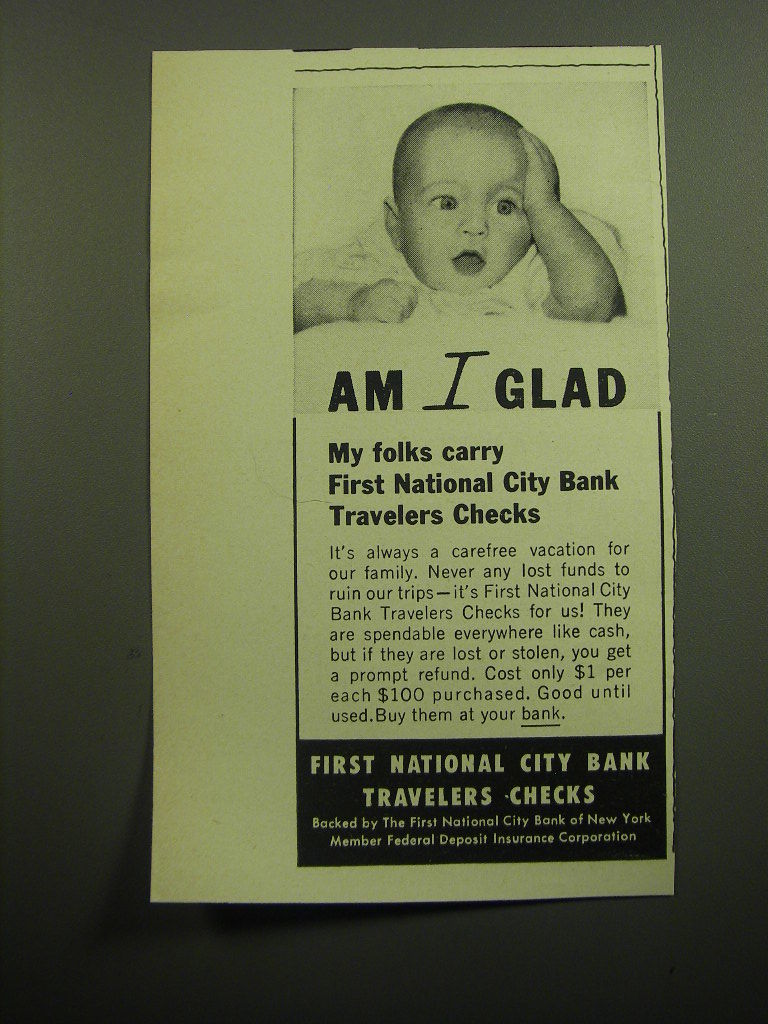 AM I GLAD
My folks carry
First National City Bank
Travelers Checks
It's always a carefree vacation for
our family. Never any lost funds to
ruin our trips—it's First National City
Bank Travelers Checks for us! They
are spendable everywhere like cash,
but if they are lost or stolen, you get
a prompt refund. Cost only $1 per
each $100 purchased. Good until
used.Buy them at your bank.
FIRST NATIONAL CITY BANK
TRAVELERS CHECKS
Backed by The First National City Bank of New York
Member Federal Deposit Insurance Corporation